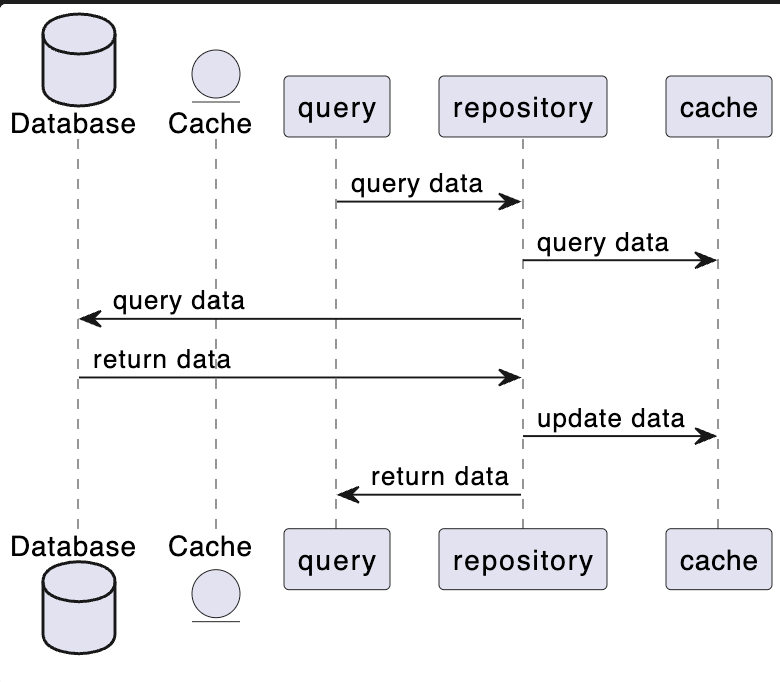 Database
Cache
query
repository
cache
query data
query data
query data
return data
update data
return data
Database
Cache
query
repository
cache